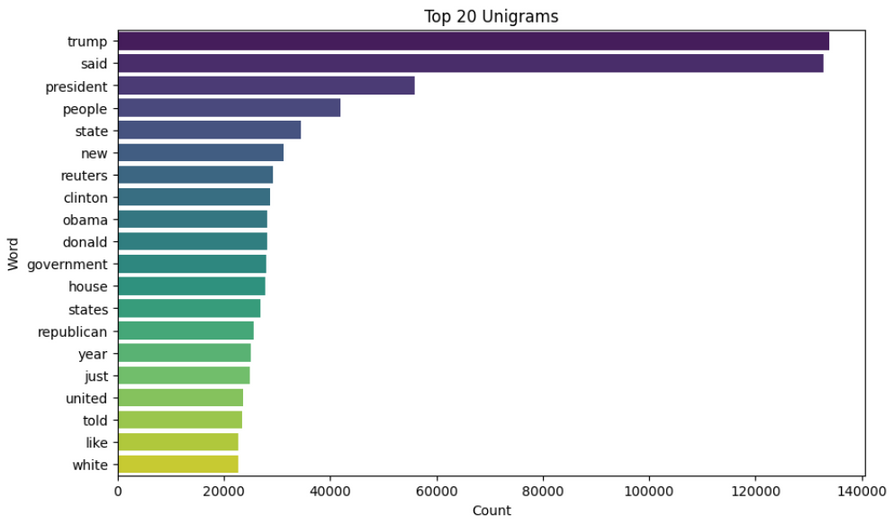 Top 20 Unigrams
trump
said
president
people
state
new
reuters
clinton
obama
donald
government
house
states
republican
year
just
united
told
like
white
Word
0 20000 40000 60000 80000 100000 120000 140000
Count